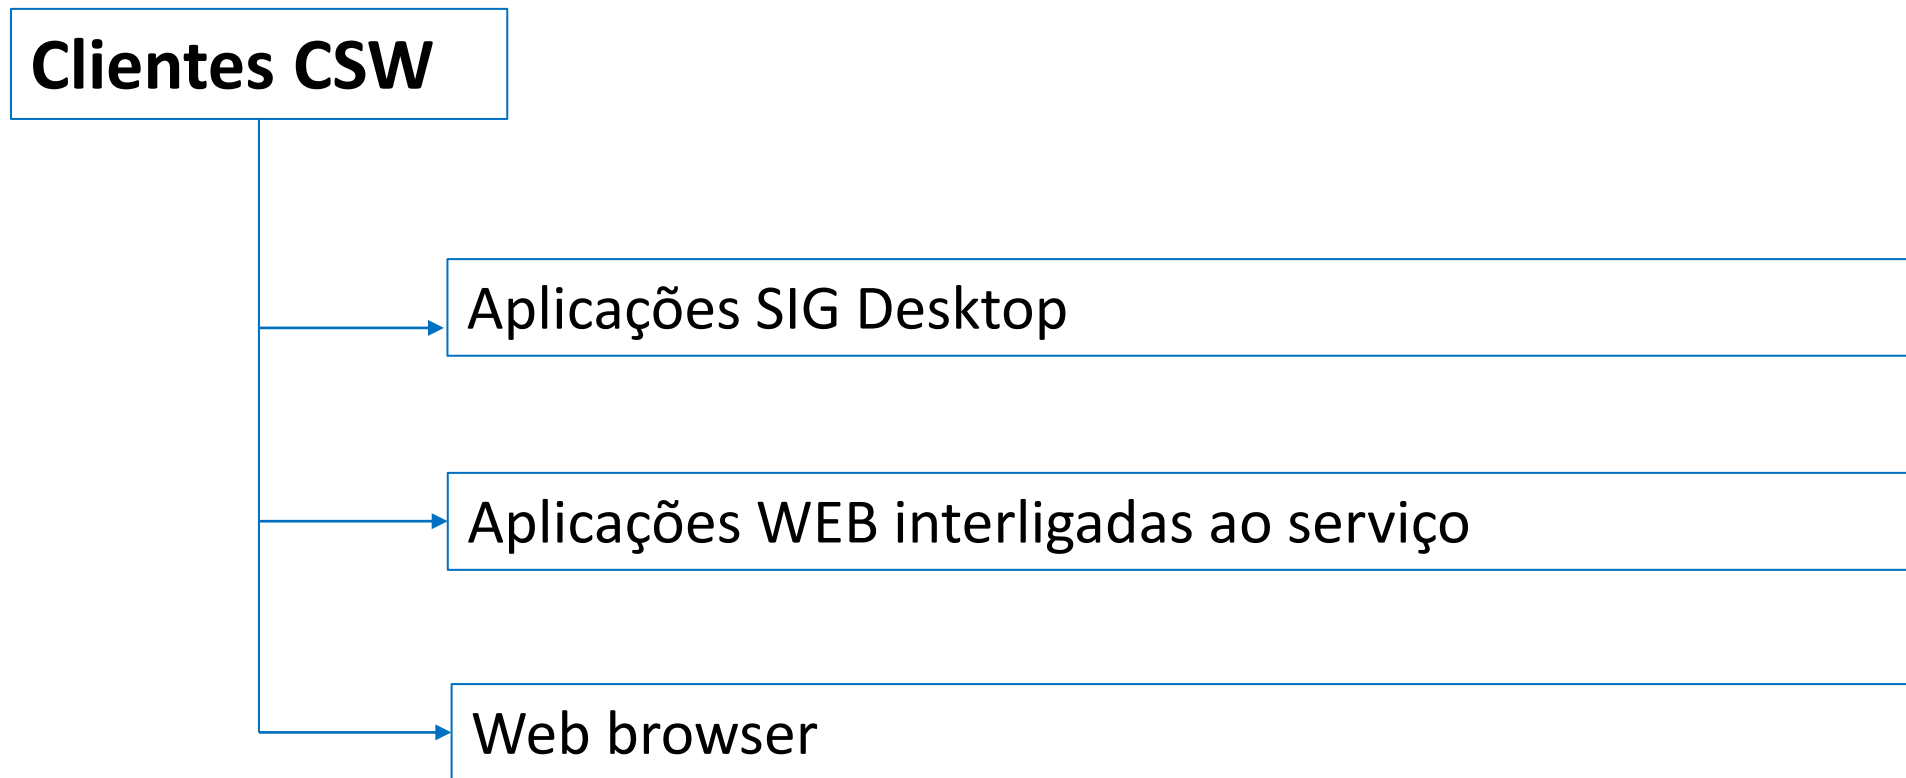 Clientes CSW
Aplicações SIG Desktop
Aplicações WEB interligadas ao serviço
Web browser